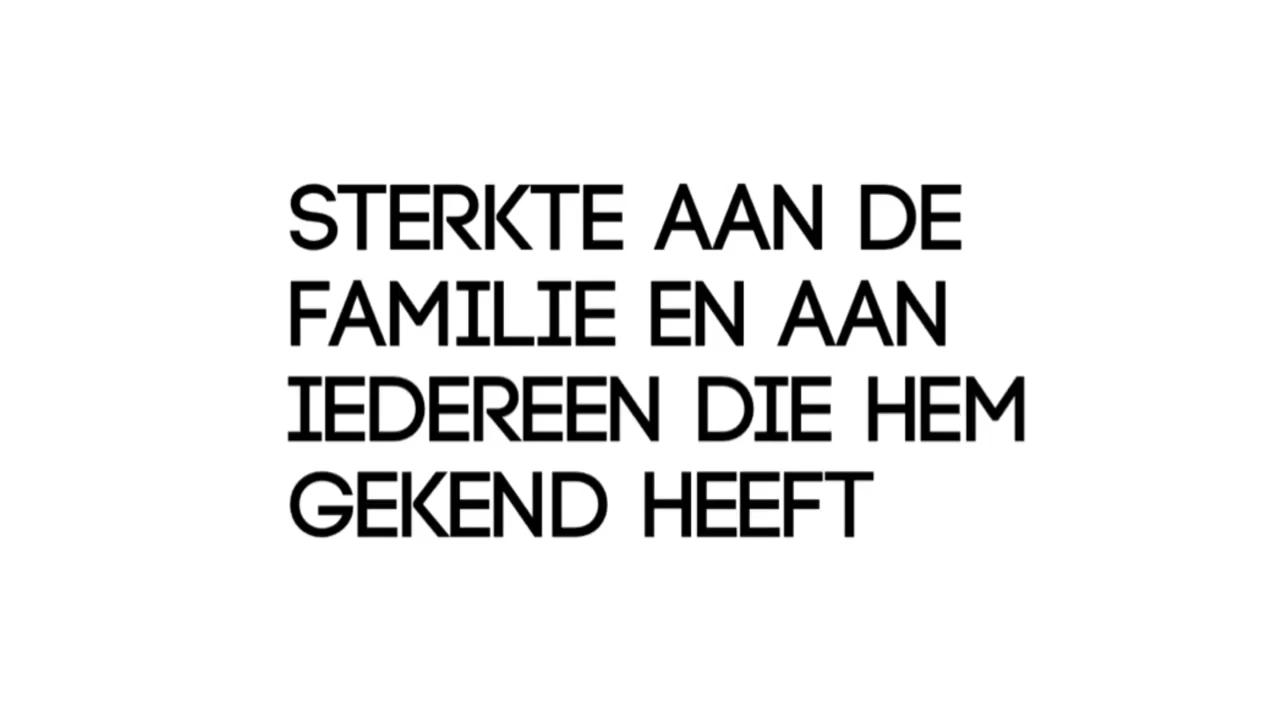 STERKTE AAN DE
FAMILIE EN AAN
IEDEREEN DIE HEM
GEKEND HEEFT